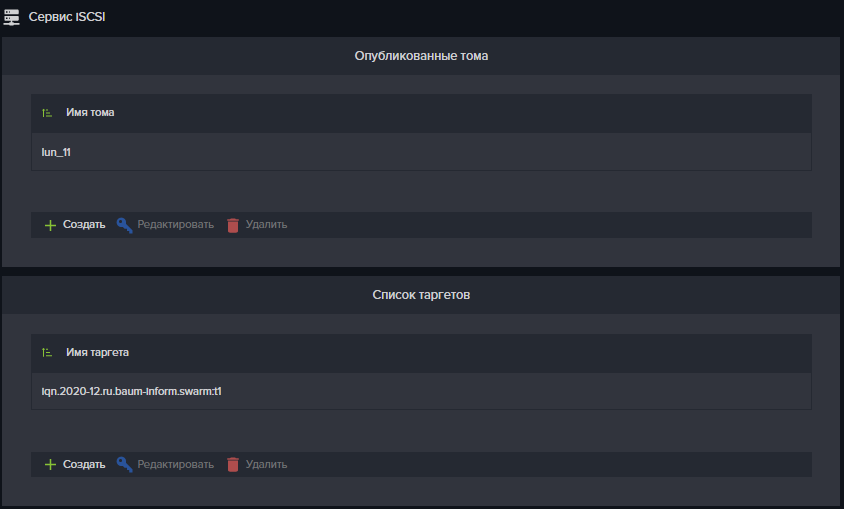 Сервис iSCSI
Опубликованные тома
Имя тома
lun_11
Создать Редактировать Удалить
Список таргетов
Имя таргета
iqn.2020-12.ru.baum-inform.swarm:t1
Создать Редактировать Удалить